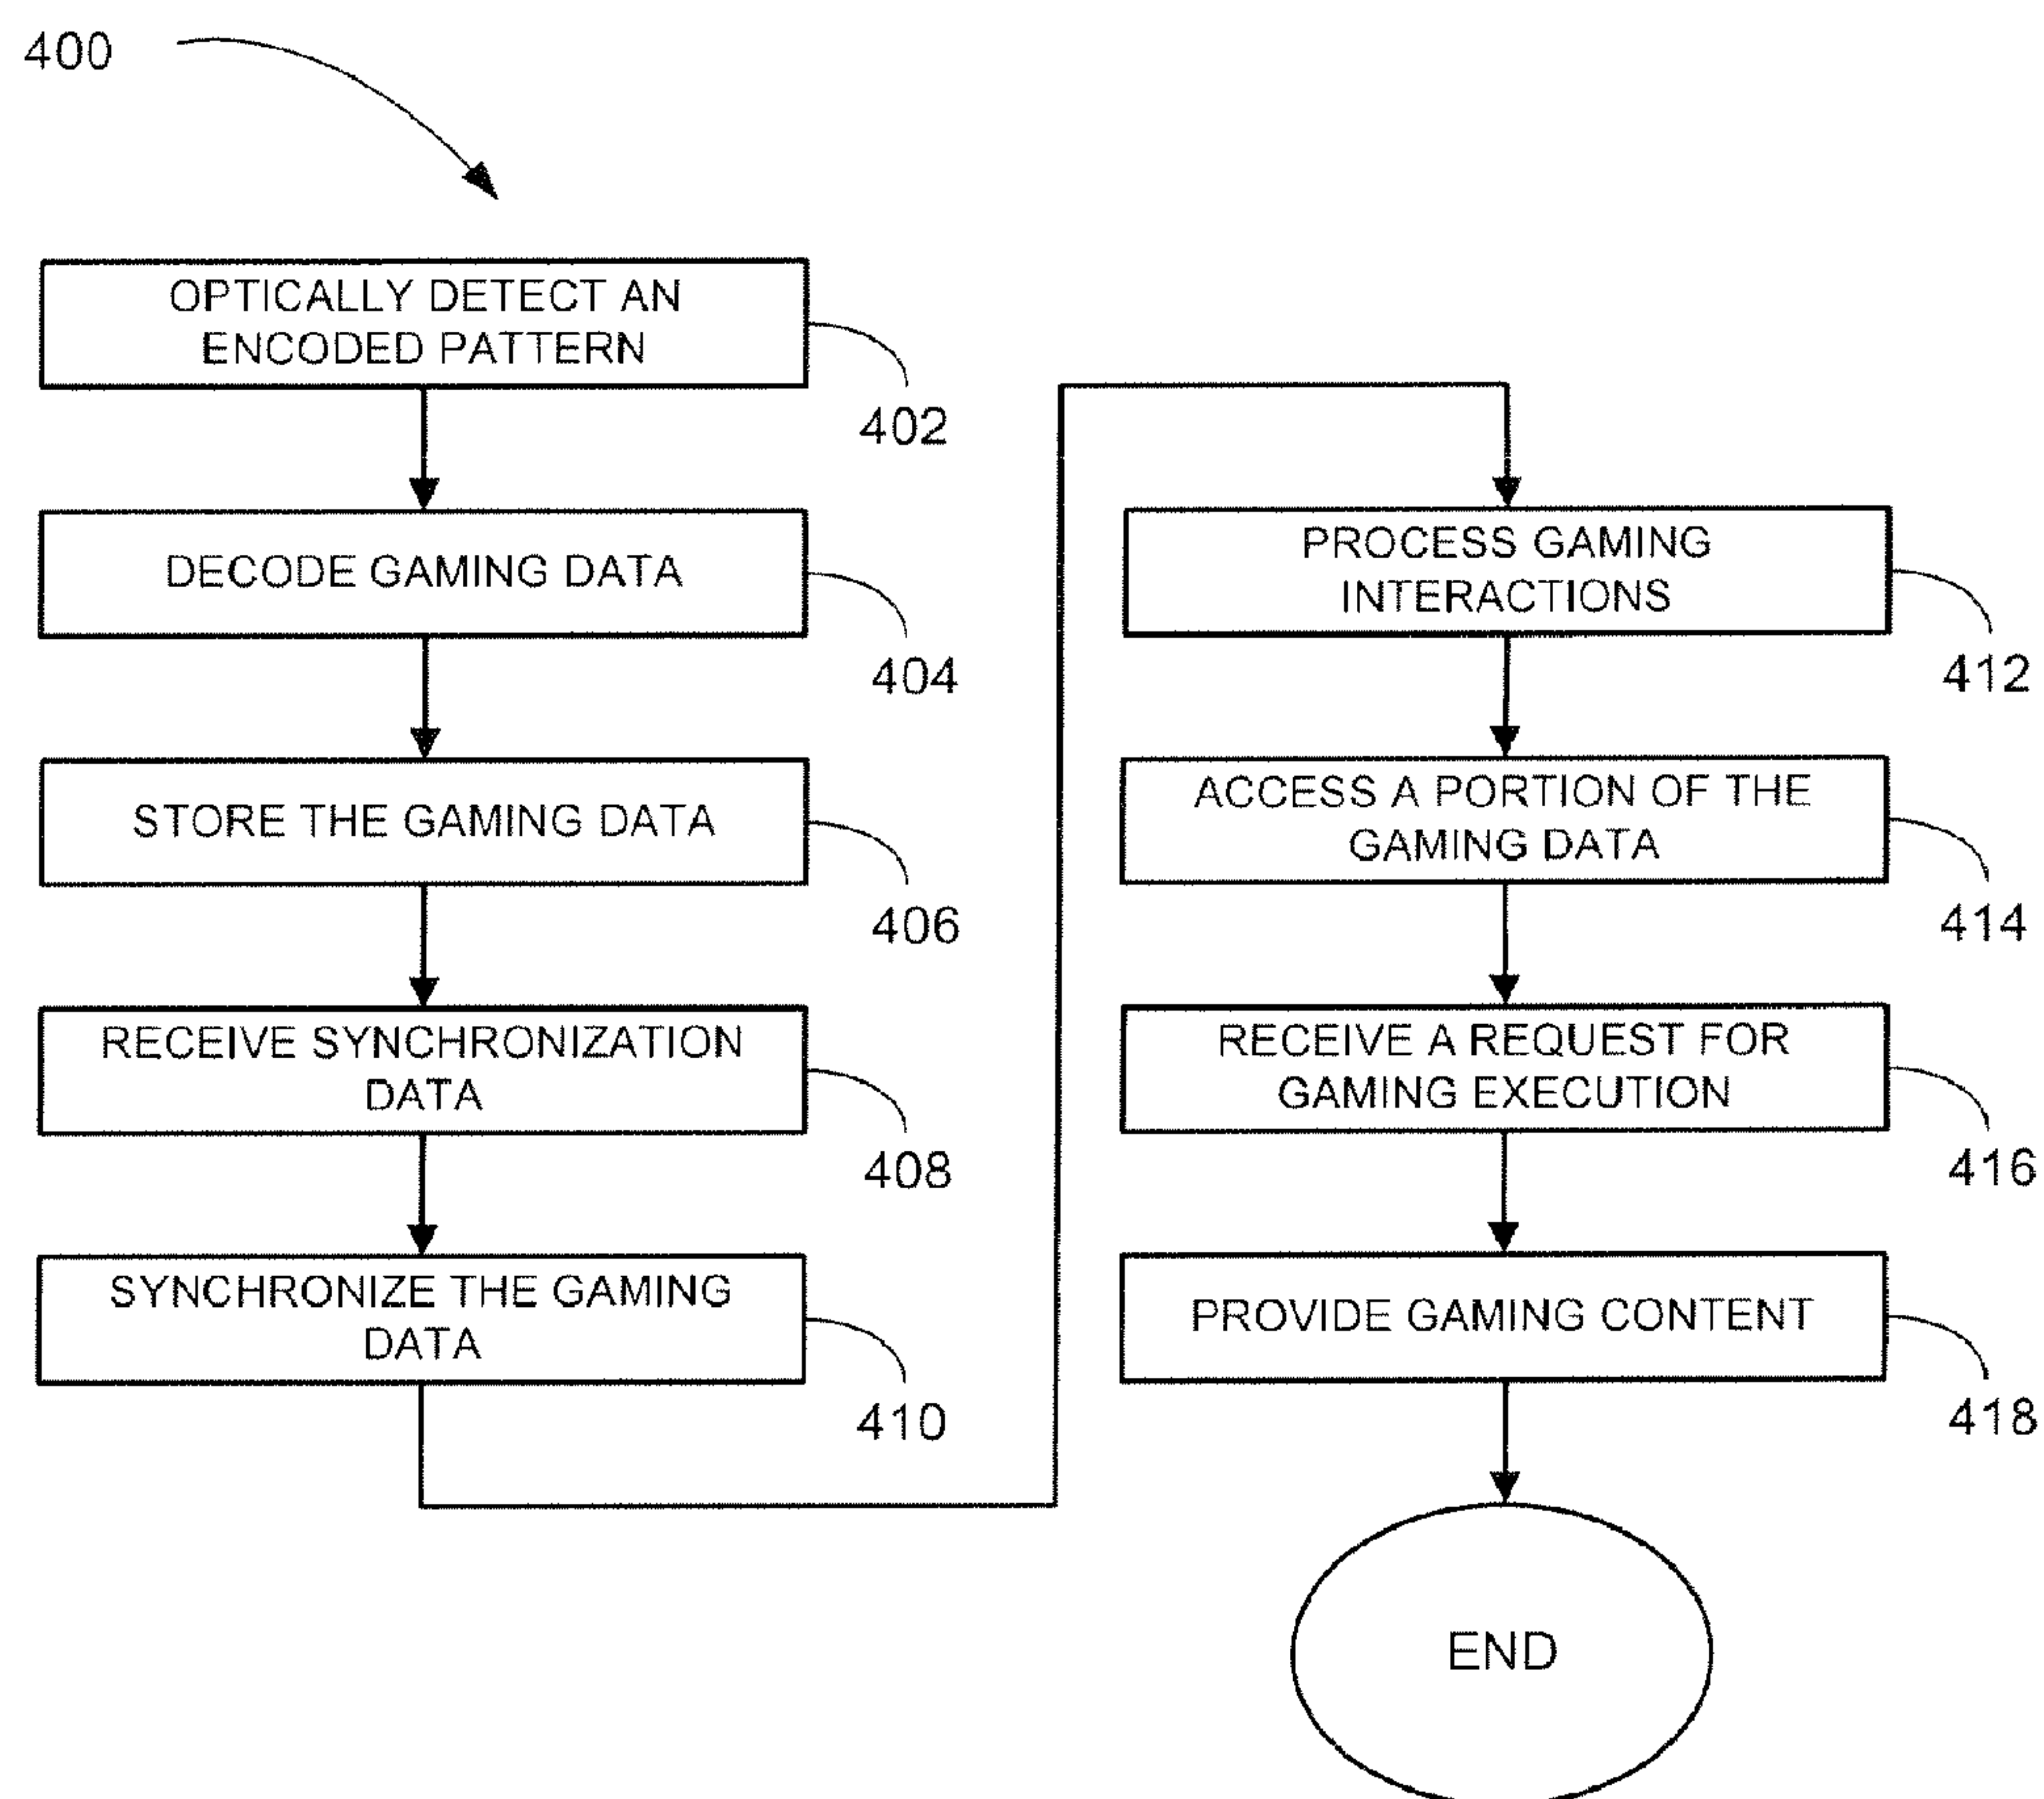 400
OPTICALLY DETECT AN
ENCODED PATTERN
402
DECODE GAMING DATA
404
STORE THE GAMING DATA
406
RECEIVE SYNCHRONIZATION
DATA
408
SYNCHRONIZE THE GAMING
DATA
410
PROCESS GAMING
INTERACTIONS
412
ACCESS A PORTION OF THE
GAMING DATA
414
RECEIVE A REQUEST FOR
GAMING EXECUTION
416
PROVIDE GAMING CONTENT
418
END